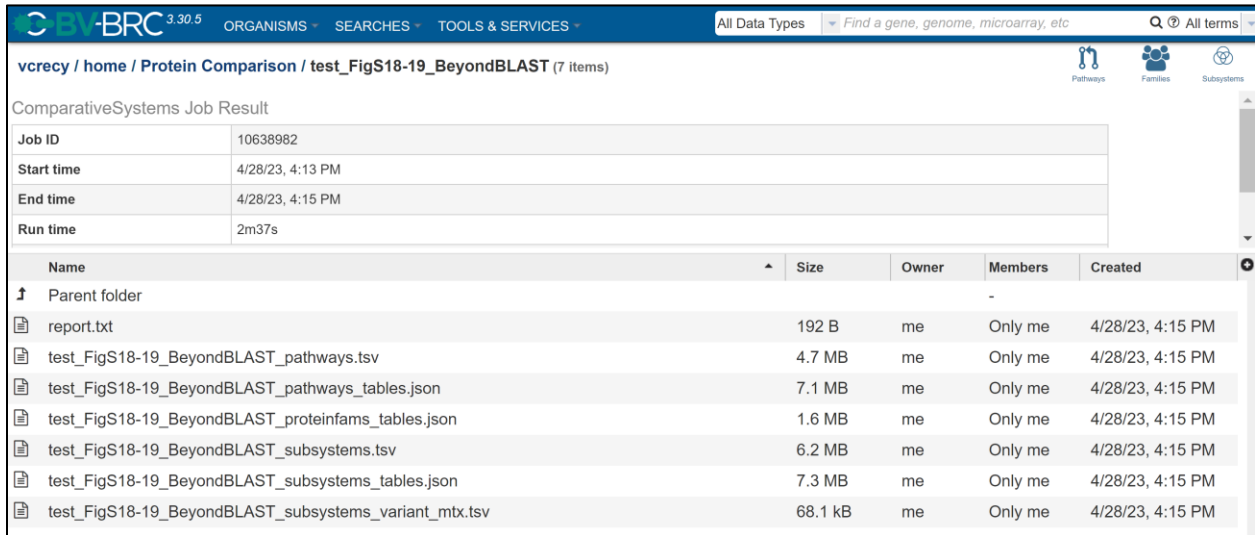 BV-BRC 3.30.5 ORGANISMS SEARCHES TOOLS & SERVICES All Data Types Find a gene, genome, microarray, etc All terms
vcrecy / home / Protein Comparison / test_FigS18-19_BeyondBLAST (7 items)
Pathways Families Subsystems
ComparativeSystems Job Result
Job ID 10638982
Start time 4/28/23, 4:13 PM
End time 4/28/23, 4:15 PM
Run time 2m37s
Name Size Owner Members Created
Parent folder -
report.txt 192 B me Only me 4/28/23, 4:15 PM
test_FigS18-19_BeyondBLAST_pathways.tsv 4.7 MB me Only me 4/28/23, 4:15 PM
test_FigS18-19_BeyondBLAST_pathways_tables.json 7.1 MB me Only me 4/28/23, 4:15 PM
test_FigS18-19_BeyondBLAST_proteinfams_tables.json 1.6 MB me Only me 4/28/23, 4:15 PM
test_FigS18-19_BeyondBLAST_subsystems.tsv 6.2 MB me Only me 4/28/23, 4:15 PM
test_FigS18-19_BeyondBLAST_subsystems_tables.json 7.3 MB me Only me 4/28/23, 4:15 PM
test_FigS18-19_BeyondBLAST_subsystems_variant_mtx.tsv 68.1 kB me Only me 4/28/23, 4:15 PM